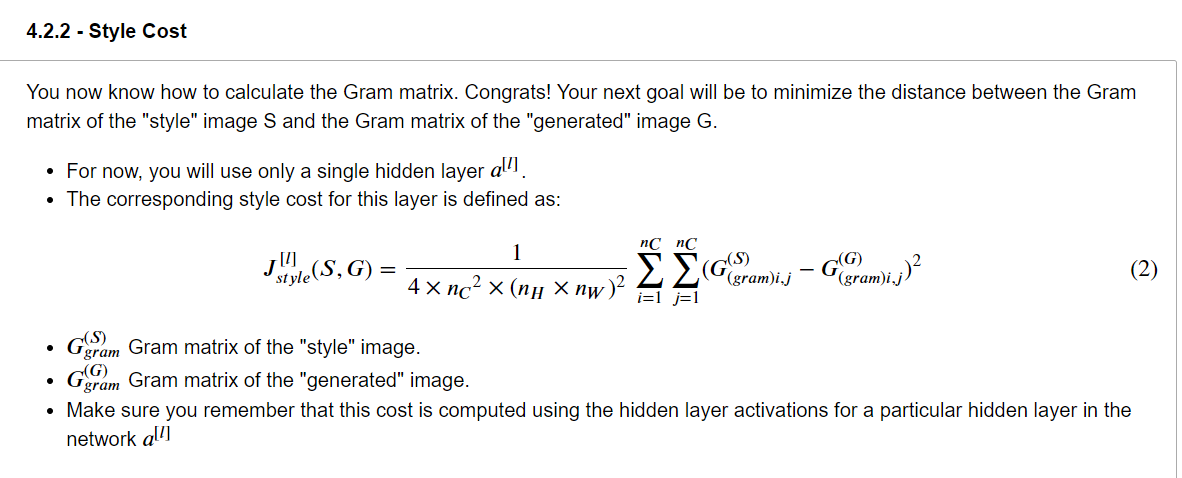 4.2.2 - Style Cost
You now know how to calculate the Gram matrix. Congrats! Your next goal will be to minimize the distance between the Gram
matrix of the "style" image S and the Gram matrix of the "generated" image G.
• For now, you will use only a single hidden layer $a^{[l]}$.
• The corresponding style cost for this layer is defined as:
$J_{style}^{[l]}(S, G) = \frac{1}{4 \times n_C^2 \times (n_H \times n_W)^2} \sum_{i=1}^{n_C} \sum_{j=1}^{n_C} (G_{(gram)i,j}^{(S)} - G_{(gram)i,j}^{(G)})^2$ (2)
• $G_{gram}^{(S)}$ Gram matrix of the "style" image.
• $G_{gram}^{(G)}$ Gram matrix of the "generated" image.
• Make sure you remember that this cost is computed using the hidden layer activations for a particular hidden layer in the
network $a^{[l]}$